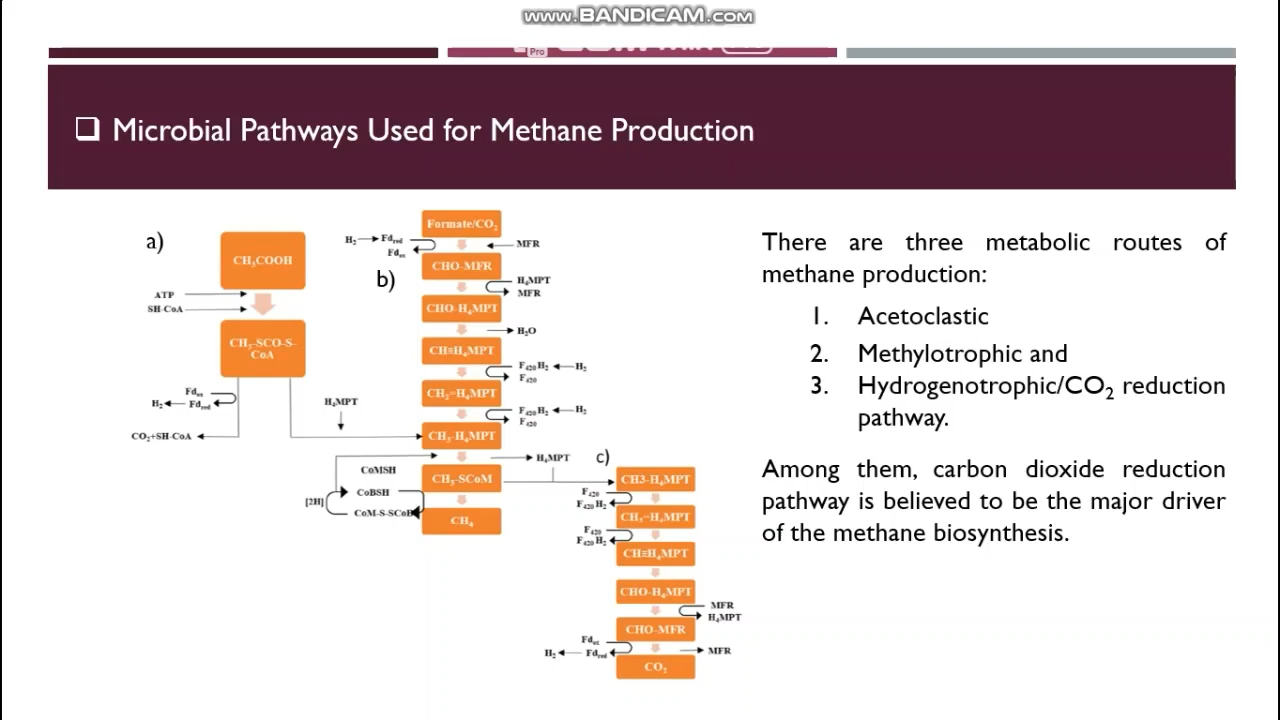 www.BANDICAM.com
Pro
❑ Microbial Pathways Used for Methane Production
a)
CH₃COOH
ATP
SH-CoA
CH₃-SCO-S-
CoA
Fdₒₓ
H₂ Fd_red
CO₂+SH-CoA
H₄MPT
b)
Formate/CO₂
H₂ Fd_red
Fdₒₓ
MFR
CHO-MFR
H₄MPT
MFR
CHO-H₄MPT
H₂O
CH≡H₄MPT
F₄₂₀H₂ H₂
F₄₂₀
CH₂=H₄MPT
F₄₂₀H₂ H₂
F₄₂₀
CH₃-H₄MPT
H₄MPT
CoMSH
CH₃-SCoM
CoBSH
[2H]
CoM-S-SCoB
CH₄
c)
CH3-H₄MPT
F₄₂₀
F₄₂₀H₂
F₄₂₀
F₄₂₀H₂
CH≡H₄MPT
CHO-H₄MPT
MFR
H₄MPT
CHO-MFR
Fdₒₓ
H₂ Fd_red
MFR
CO₂
There are three metabolic routes of
methane production:
1. Acetoclastic
2. Methylotrophic and
3. Hydrogenotrophic/CO₂ reduction
pathway.
Among them, carbon dioxide reduction
pathway is believed to be the major driver
of the methane biosynthesis.